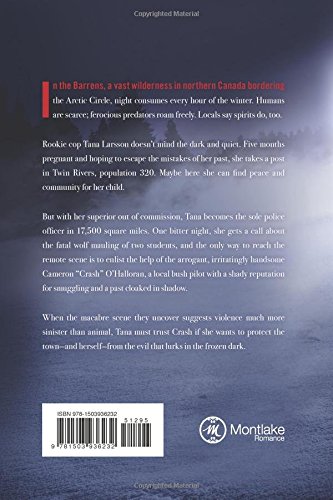 In the Barrens, a vast wilderness in northern Canada bordering
the Arctic Circle, night consumes every hour of the winter. Humans
are scarce; ferocious predators roam freely. Locals say spirits do, too.
Rookie cop Tana Larsson doesn't mind the dark and quiet. Five months
pregnant and hoping to escape the mistakes of her past, she takes a post
in Twin Rivers, population 320. Maybe here she can find peace and
community for her child.
But with her superior out of commission, Tana becomes the sole police
officer in 17,500 square miles. One bitter night, she gets a call about
the fatal wolf mauling of two students, and the only way to reach the
remote scene is to enlist the help of the arrogant, irritatingly handsome
Cameron “Crash” O'Halloran, a local bush pilot with a shady reputation
for smuggling and a past cloaked in shadow.
When the macabre scene they uncover suggests violence much more
sinister than animal, Tana must trust Crash if she wants to protect the
town—and herself—from the evil that lurks in the frozen dark.
ISBN 978-1503936232
51295
9 781503 936232
M
Montlake
Romance